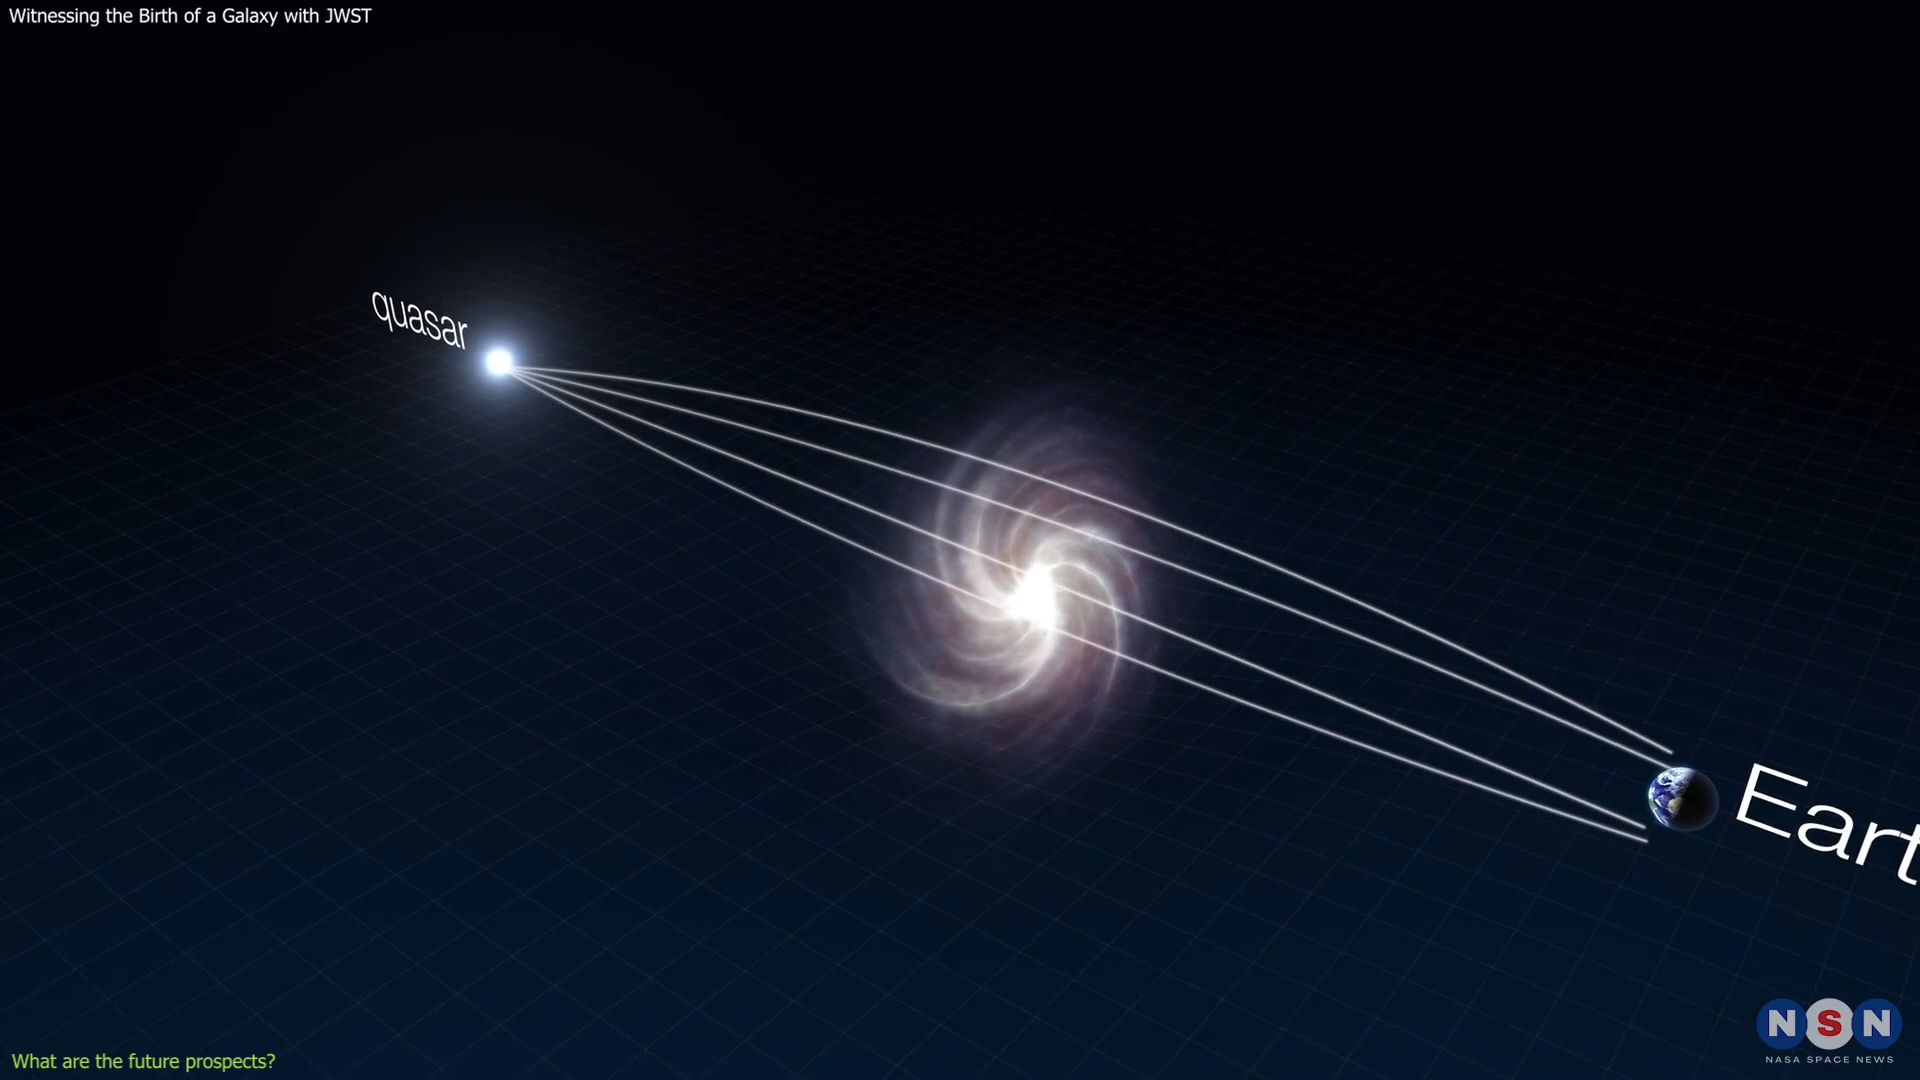 Witnessing the Birth of a Galaxy with JWST
quasar
Eart
What are the future prospects?
NSN
NASA SPACE NEWS